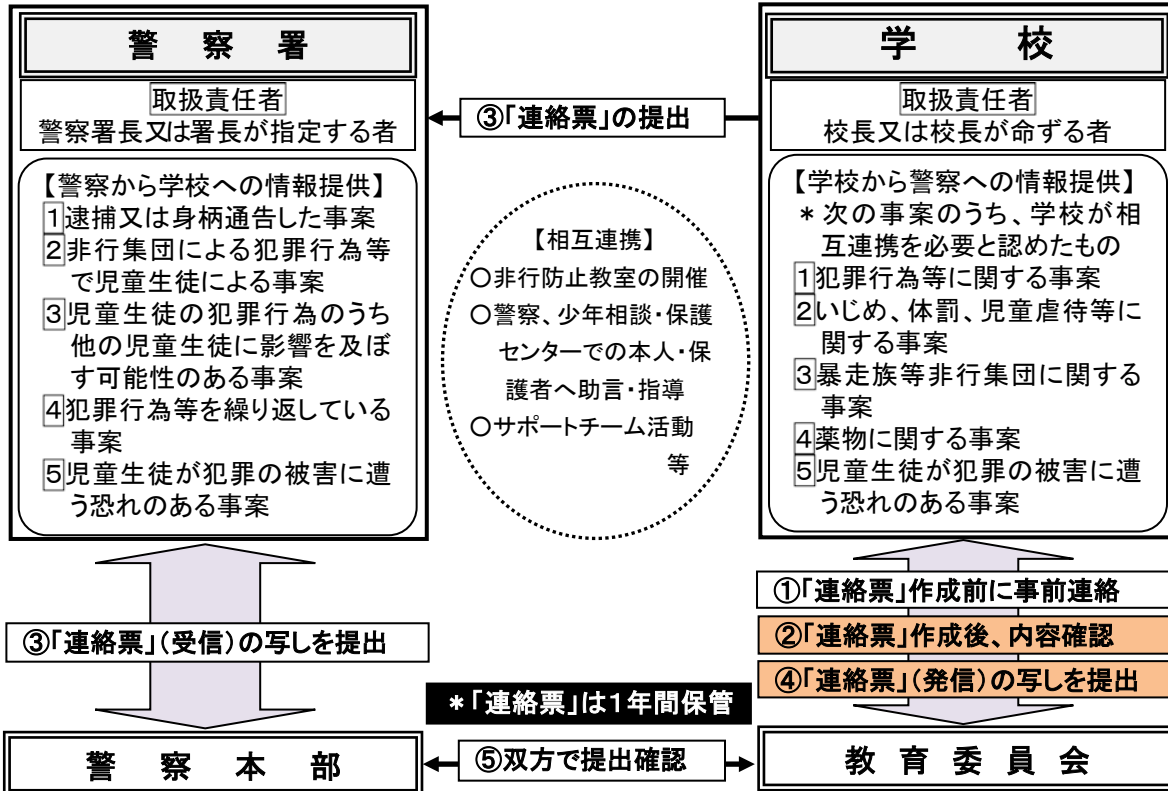 警察署
取扱責任者
警察署長又は署長が指定する者
【警察から学校への情報提供】
1逮捕又は身柄通告した事案
2非行集団による犯罪行為等
で児童生徒による事案
3児童生徒の犯罪行為のうち
他の児童生徒に影響を及ぼ
す可能性のある事案
4犯罪行為等を繰り返している
事案
5児童生徒が犯罪の被害に遭
う恐れのある事案
③「連絡票」の提出
【相互連携】
○非行防止教室の開催
○警察、少年相談・保護
センターでの本人・保
護者へ助言・指導
○サポートチーム活動
等
学校
取扱責任者
校長又は校長が命ずる者
【学校から警察への情報提供】
*次の事案のうち、学校が相
互連携を必要と認めたもの
1犯罪行為等に関する事案
2いじめ、体罰、児童虐待等に
関する事案
3暴走族等非行集団に関する
事案
4薬物に関する事案
5児童生徒が犯罪の被害に遭
う恐れのある事案
③「連絡票」(受信)の写しを提出
①「連絡票」作成前に事前連絡
②「連絡票」作成後、内容確認
④「連絡票」(発信)の写しを提出
*「連絡票」は1年間保管
警察本部
⑤双方で提出確認
教育委員会